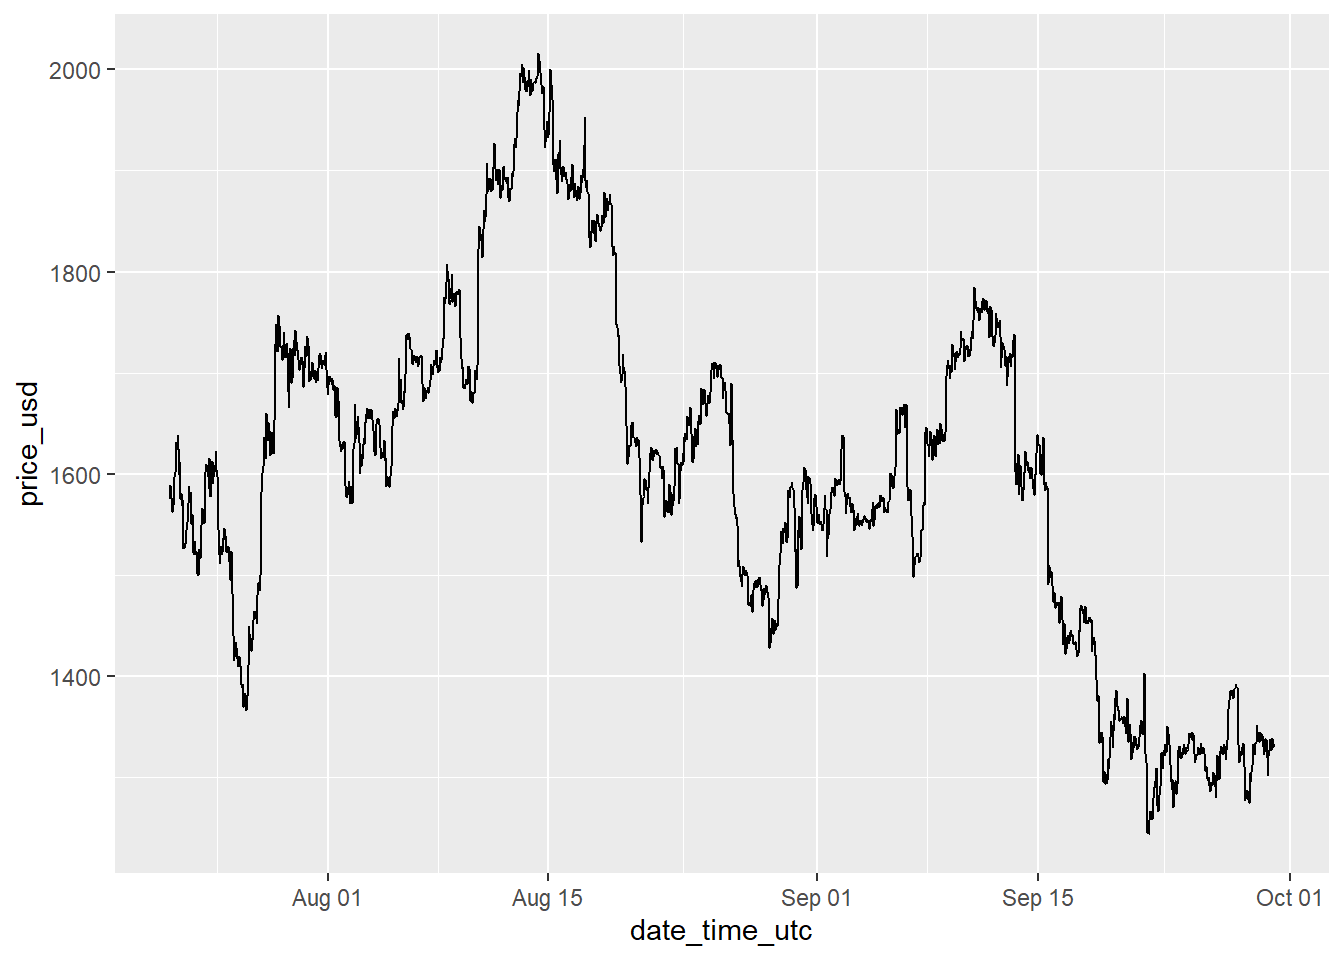 2000
1800
1600
1400
price_usd
Aug 01
Aug 15
Sep 01
Sep 15
Oct 01
date_time_utc